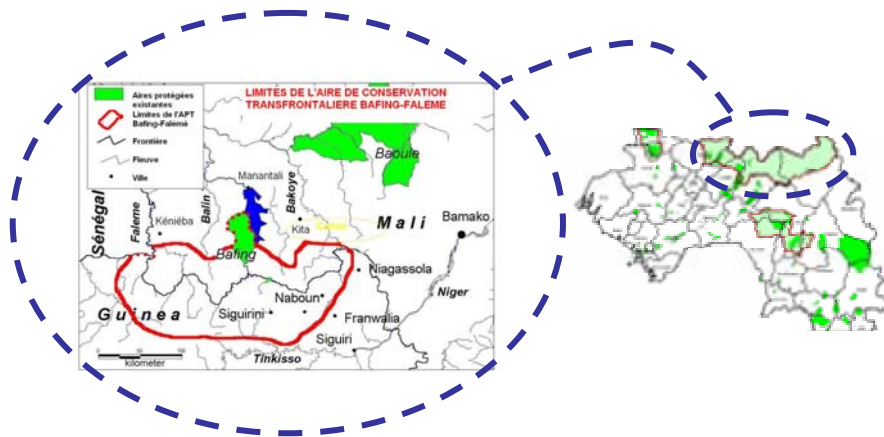 LIMITES DE L'AIRE DE CONSERVATION
TRANSFRONTALIERE BAFING-FALEME
Aires protégées
existantes
Limites de l'APT
Bafing-Falémé
Frontière
Fleuve
Ville
Baoule
Manantali
Sénégal
Faleme
Kéniéba
Balin
Bakoye
Kita
Mali
Bamako
Bafing
Niagassola
Niger
Naboun
Guinea
Siguirini
Franwalia
Siguiri
Tinkisso
kilometer